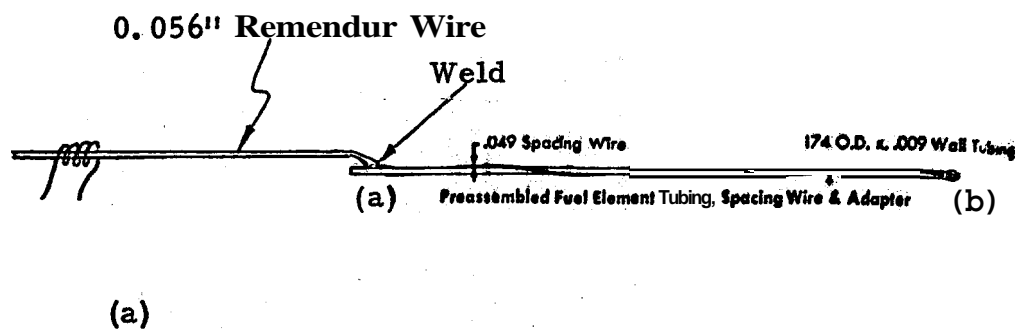 0.056" Remendur Wire
Weld
.049 Spacing Wire
174 O.D. x .009 Wall Tubing
(a)
Preassembled Fuel Element Tubing, Spacing Wire & Adapter
(b)
(a)